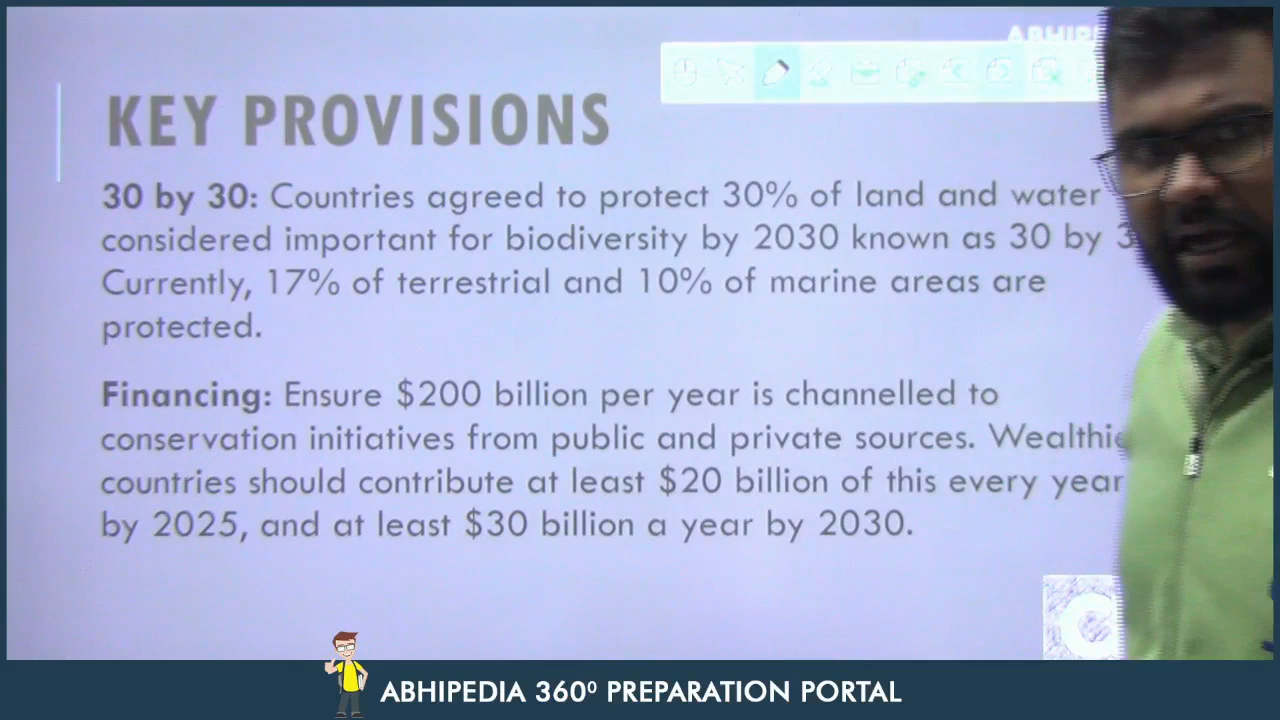 KEY PROVISIONS
30 by 30: Countries agreed to protect 30% of land and water
considered important for biodiversity by 2030 known as 30 by
Currently, 17% of terrestrial and 10% of marine areas are
protected.
Financing: Ensure $200 billion per year is channelled to
conservation initiatives from public and private sources.
countries should contribute at least $20 billion of this every year
by 2025, and at least $30 billion a year by 2030.
ABHIPEDIA 360⁰ PREPARATION PORTAL